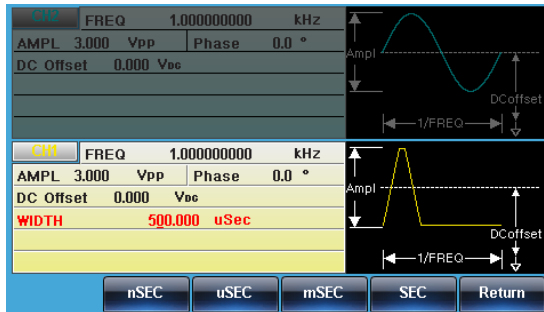 CH2 FREQ 1.000000000 kHz
AMPL 3.000 Vpp Phase 0.0 °
DC Offset 0.000 VDC
Ampl
DCoffset
1/FREQ
CH1 FREQ 1.000000000 kHz
AMPL 3.000 Vpp Phase 0.0 °
DC Offset 0.000 VDC
WIDTH 500.000 uSec
Ampl
DCoffset
1/FREQ
nSEC uSEC mSEC SEC Return